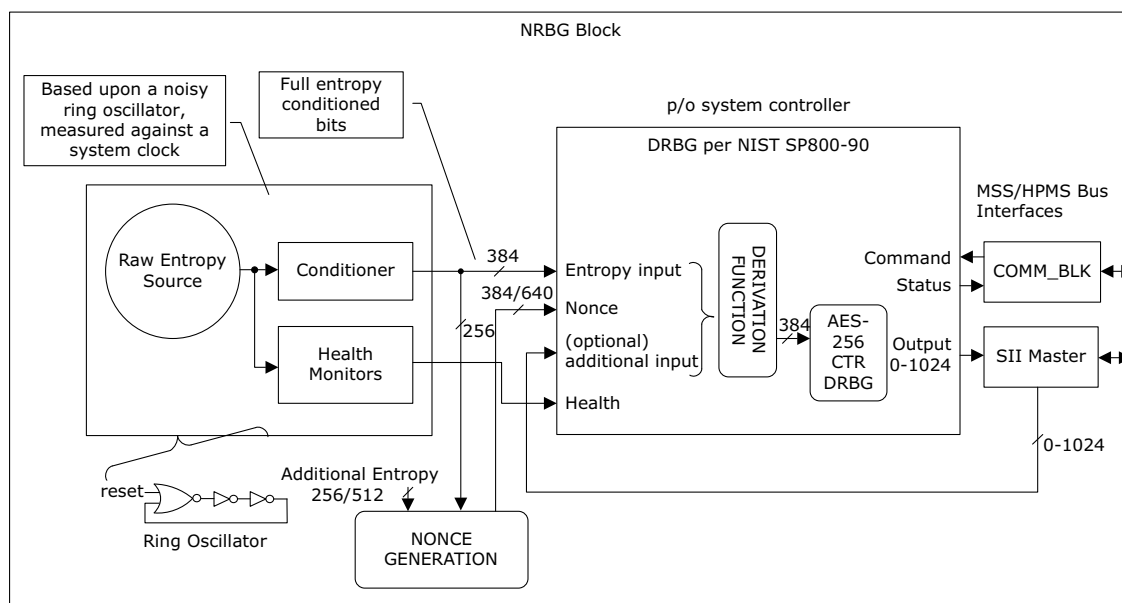 NRBG Block
Based upon a noisy
ring oscillator,
measured against a
system clock
Full entropy
conditioned
bits
p/o system controller
DRBG per NIST SP800-90
MSS/HPMS Bus
Interfaces
Raw Entropy
Source
Conditioner
Health
Monitors
384
384/640
256
Entropy input
Nonce
(optional)
additional input
Health
DERIVATION
FUNCTION
384
AES-
256
CTR
DRBG
Command
Status
Output
0-1024
COMM_BLK
SII Master
0-1024
reset
Ring Oscillator
Additional Entropy
256/512
NONCE
GENERATION